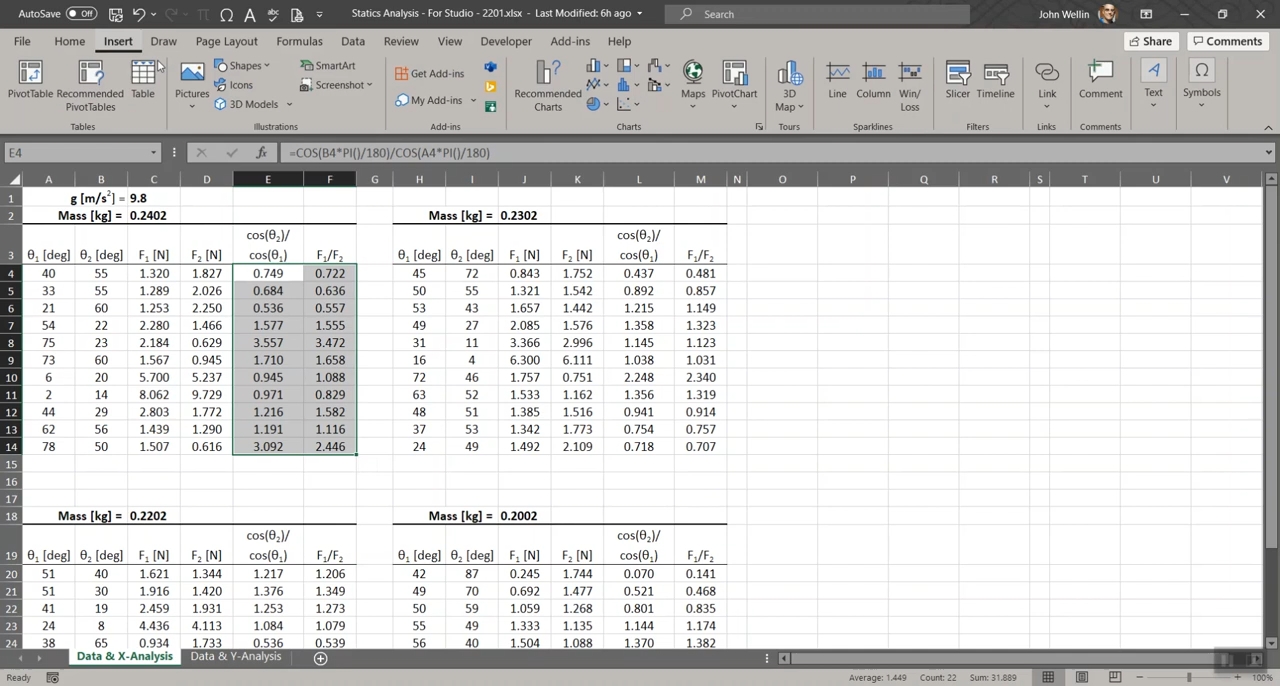 AutoSave Off Statics Analysis - For Studio - 2201.xlsx - Last Modified: 6h ago Search John Wellin
File Home Insert Draw Page Layout Formulas Data Review View Developer Add-ins Help Share Comments
PivotTable Recommended PivotTables Table Pictures Shapes Icons 3D Models SmartArt Screenshot Get Add-ins My Add-ins Recommended Charts Maps PivotChart 3D Map Line Column Win/Loss Slicer Timeline Link Comment Text Symbols
Tables Illustrations Add-ins Charts Tours Sparklines Filters Links Comments
E4 fx =COS(B4*PI()/180)/COS(A4*PI()/180)
A B C D E F G H I J K L M N O P Q R S T U V
1 g [m/s²] = 9.8
2 Mass [kg] = 0.2402 Mass [kg] = 0.2302
cos(θ₂)/ cos(θ₂)/
3 θ₁ [deg] θ₂ [deg] F₁ [N] F₂ [N] cos(θ₁) F₁/F₂ θ₁ [deg] θ₂ [deg] F₁ [N] F₂ [N] cos(θ₁) F₁/F₂
4 40 55 1.320 1.827 0.749 0.722 45 72 0.843 1.752 0.437 0.481
5 33 55 1.289 2.026 0.684 0.636 50 55 1.321 1.542 0.892 0.857
6 21 60 1.253 2.250 0.536 0.557 53 43 1.657 1.442 1.215 1.149
7 54 22 2.280 1.466 1.577 1.555 49 27 2.085 1.576 1.358 1.323
8 75 23 2.184 0.629 3.557 3.472 31 11 3.366 2.996 1.145 1.123
9 73 60 1.567 0.945 1.710 1.658 16 4 6.300 6.111 1.038 1.031
10 6 20 5.700 5.237 0.945 1.088 72 46 1.757 0.751 2.248 2.340
11 2 14 8.062 9.729 0.971 0.829 63 52 1.533 1.162 1.356 1.319
12 44 29 2.803 1.772 1.216 1.582 48 51 1.385 1.516 0.941 0.914
13 62 56 1.439 1.290 1.191 1.116 37 53 1.342 1.773 0.754 0.757
14 78 50 1.507 0.616 3.092 2.446 24 49 1.492 2.109 0.718 0.707
15
16
17
18 Mass [kg] = 0.2202 Mass [kg] = 0.2002
cos(θ₂)/ cos(θ₂)/
19 θ₁ [deg] θ₂ [deg] F₁ [N] F₂ [N] cos(θ₁) F₁/F₂ θ₁ [deg] θ₂ [deg] F₁ [N] F₂ [N] cos(θ₁) F₁/F₂
20 51 40 1.621 1.344 1.217 1.206 42 87 0.245 1.744 0.070 0.141
21 51 30 1.916 1.420 1.376 1.349 49 70 0.692 1.477 0.521 0.468
22 41 19 2.459 1.931 1.253 1.273 50 59 1.059 1.268 0.801 0.835
23 24 8 4.436 4.113 1.084 1.079 55 49 1.333 1.135 1.144 1.174
24 38 65 0.934 1.733 0.536 0.539 56 40 1.504 1.088 1.370 1.382
Data & X-Analysis Data & Y-Analysis
Ready Average: 1.449 Count: 22 Sum: 31.889 100%